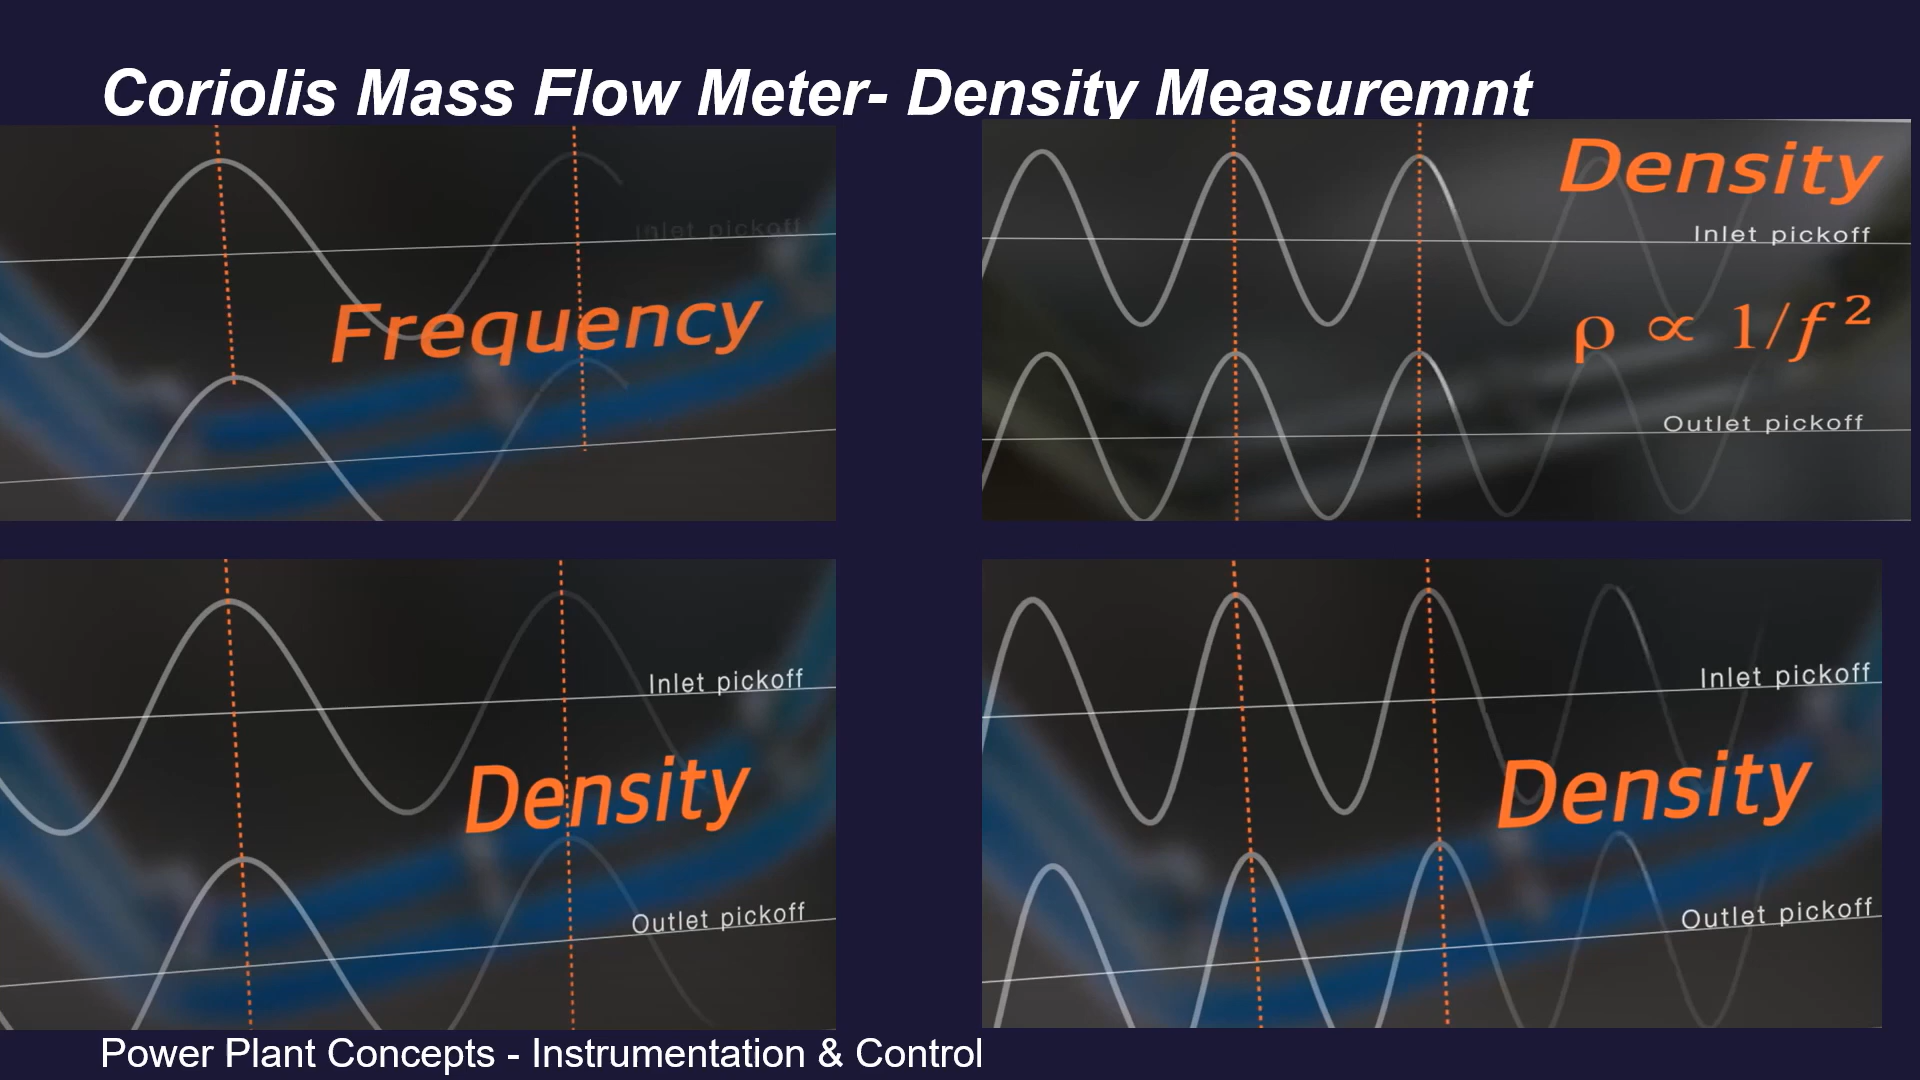 Coriolis Mass Flow Meter- Density Measuremnt
Inlet pickoff
Frequency
Density
Inlet pickoff
ρ ∝ 1/f²
Outlet pickoff
Inlet pickoff
Density
Outlet pickoff
Inlet pickoff
Density
Outlet pickoff
Power Plant Concepts - Instrumentation & Control